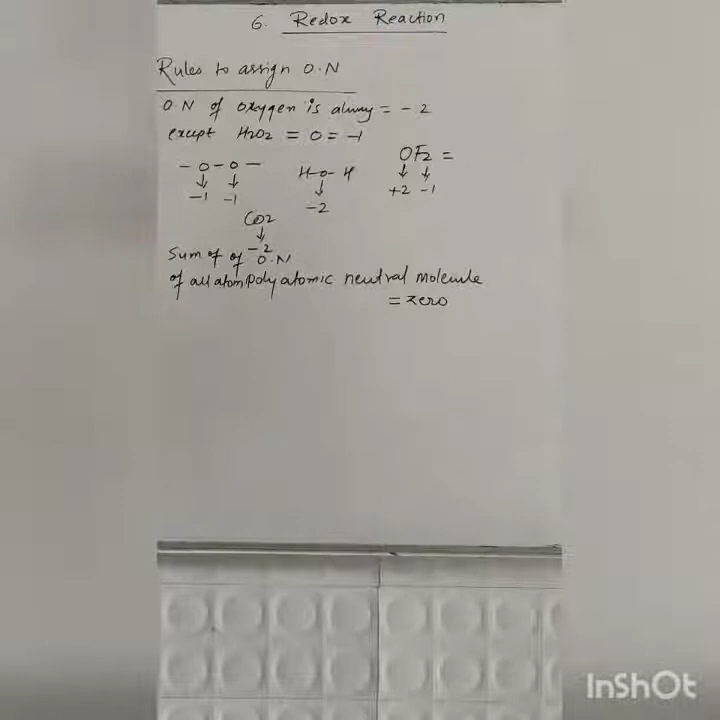 6. Redox Reaction
Rules to assign O.N
O.N of oxygen is alway = - 2
except H2O2 = O = -1
- O - O -
-1 -1
H-O-H
-2
OF2 =
+2 -1
CO2
-2
Sum of of O.N
of all atom polyatomic neutral molecule
= zero
InShOt